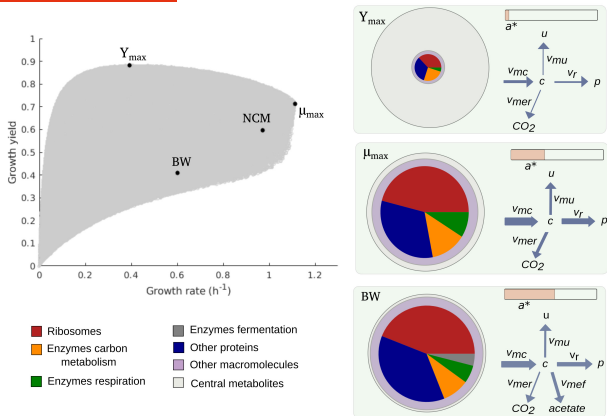 1
0.9
0.8
0.7
0.6
0.5
0.4
0.3
0.2
0.1
0
0
0.2
0.4
0.6
0.8
1
1.2
Growth yield
Growth rate (h-1)
Ymax
μmax
NCM
BW
Ribosomes
Enzymes carbon
metabolism
Enzymes respiration
Enzymes fermentation
Other proteins
Other macromolecules
Central metabolites
Ymax
a*
u
vmu
vmc
c
vr
p
vmer
CO2
μmax
a*
u
vmu
vmc
c
vr
p
vmer
CO2
BW
a*
u
vmu
vmc
c
vr
p
vmer
vmef
CO2
acetate